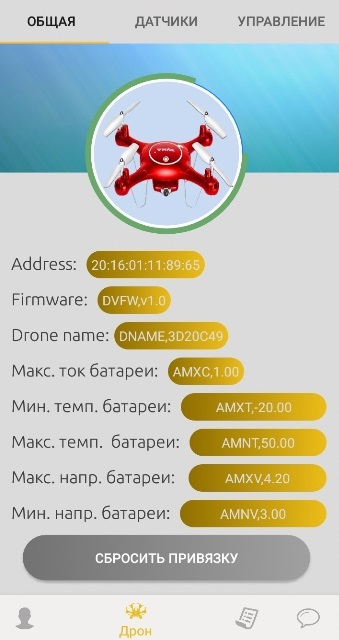 ОБЩАЯ ДАТЧИКИ УПРАВЛЕНИЕ
Address: 20:16:01:11:89:65
Firmware: DVFW,v1.0
Drone name: DNAME,3D20C49
Макс. ток батареи: AMXC,1.00
Мин. темп. батареи: AMXT,-20.00
Макс. темп. батареи: AMNT,50.00
Макс. напр. батареи: AMXV,4.20
Мин. напр. батареи: AMNV,3.00
СБРОСИТЬ ПРИВЯЗКУ
Дрон